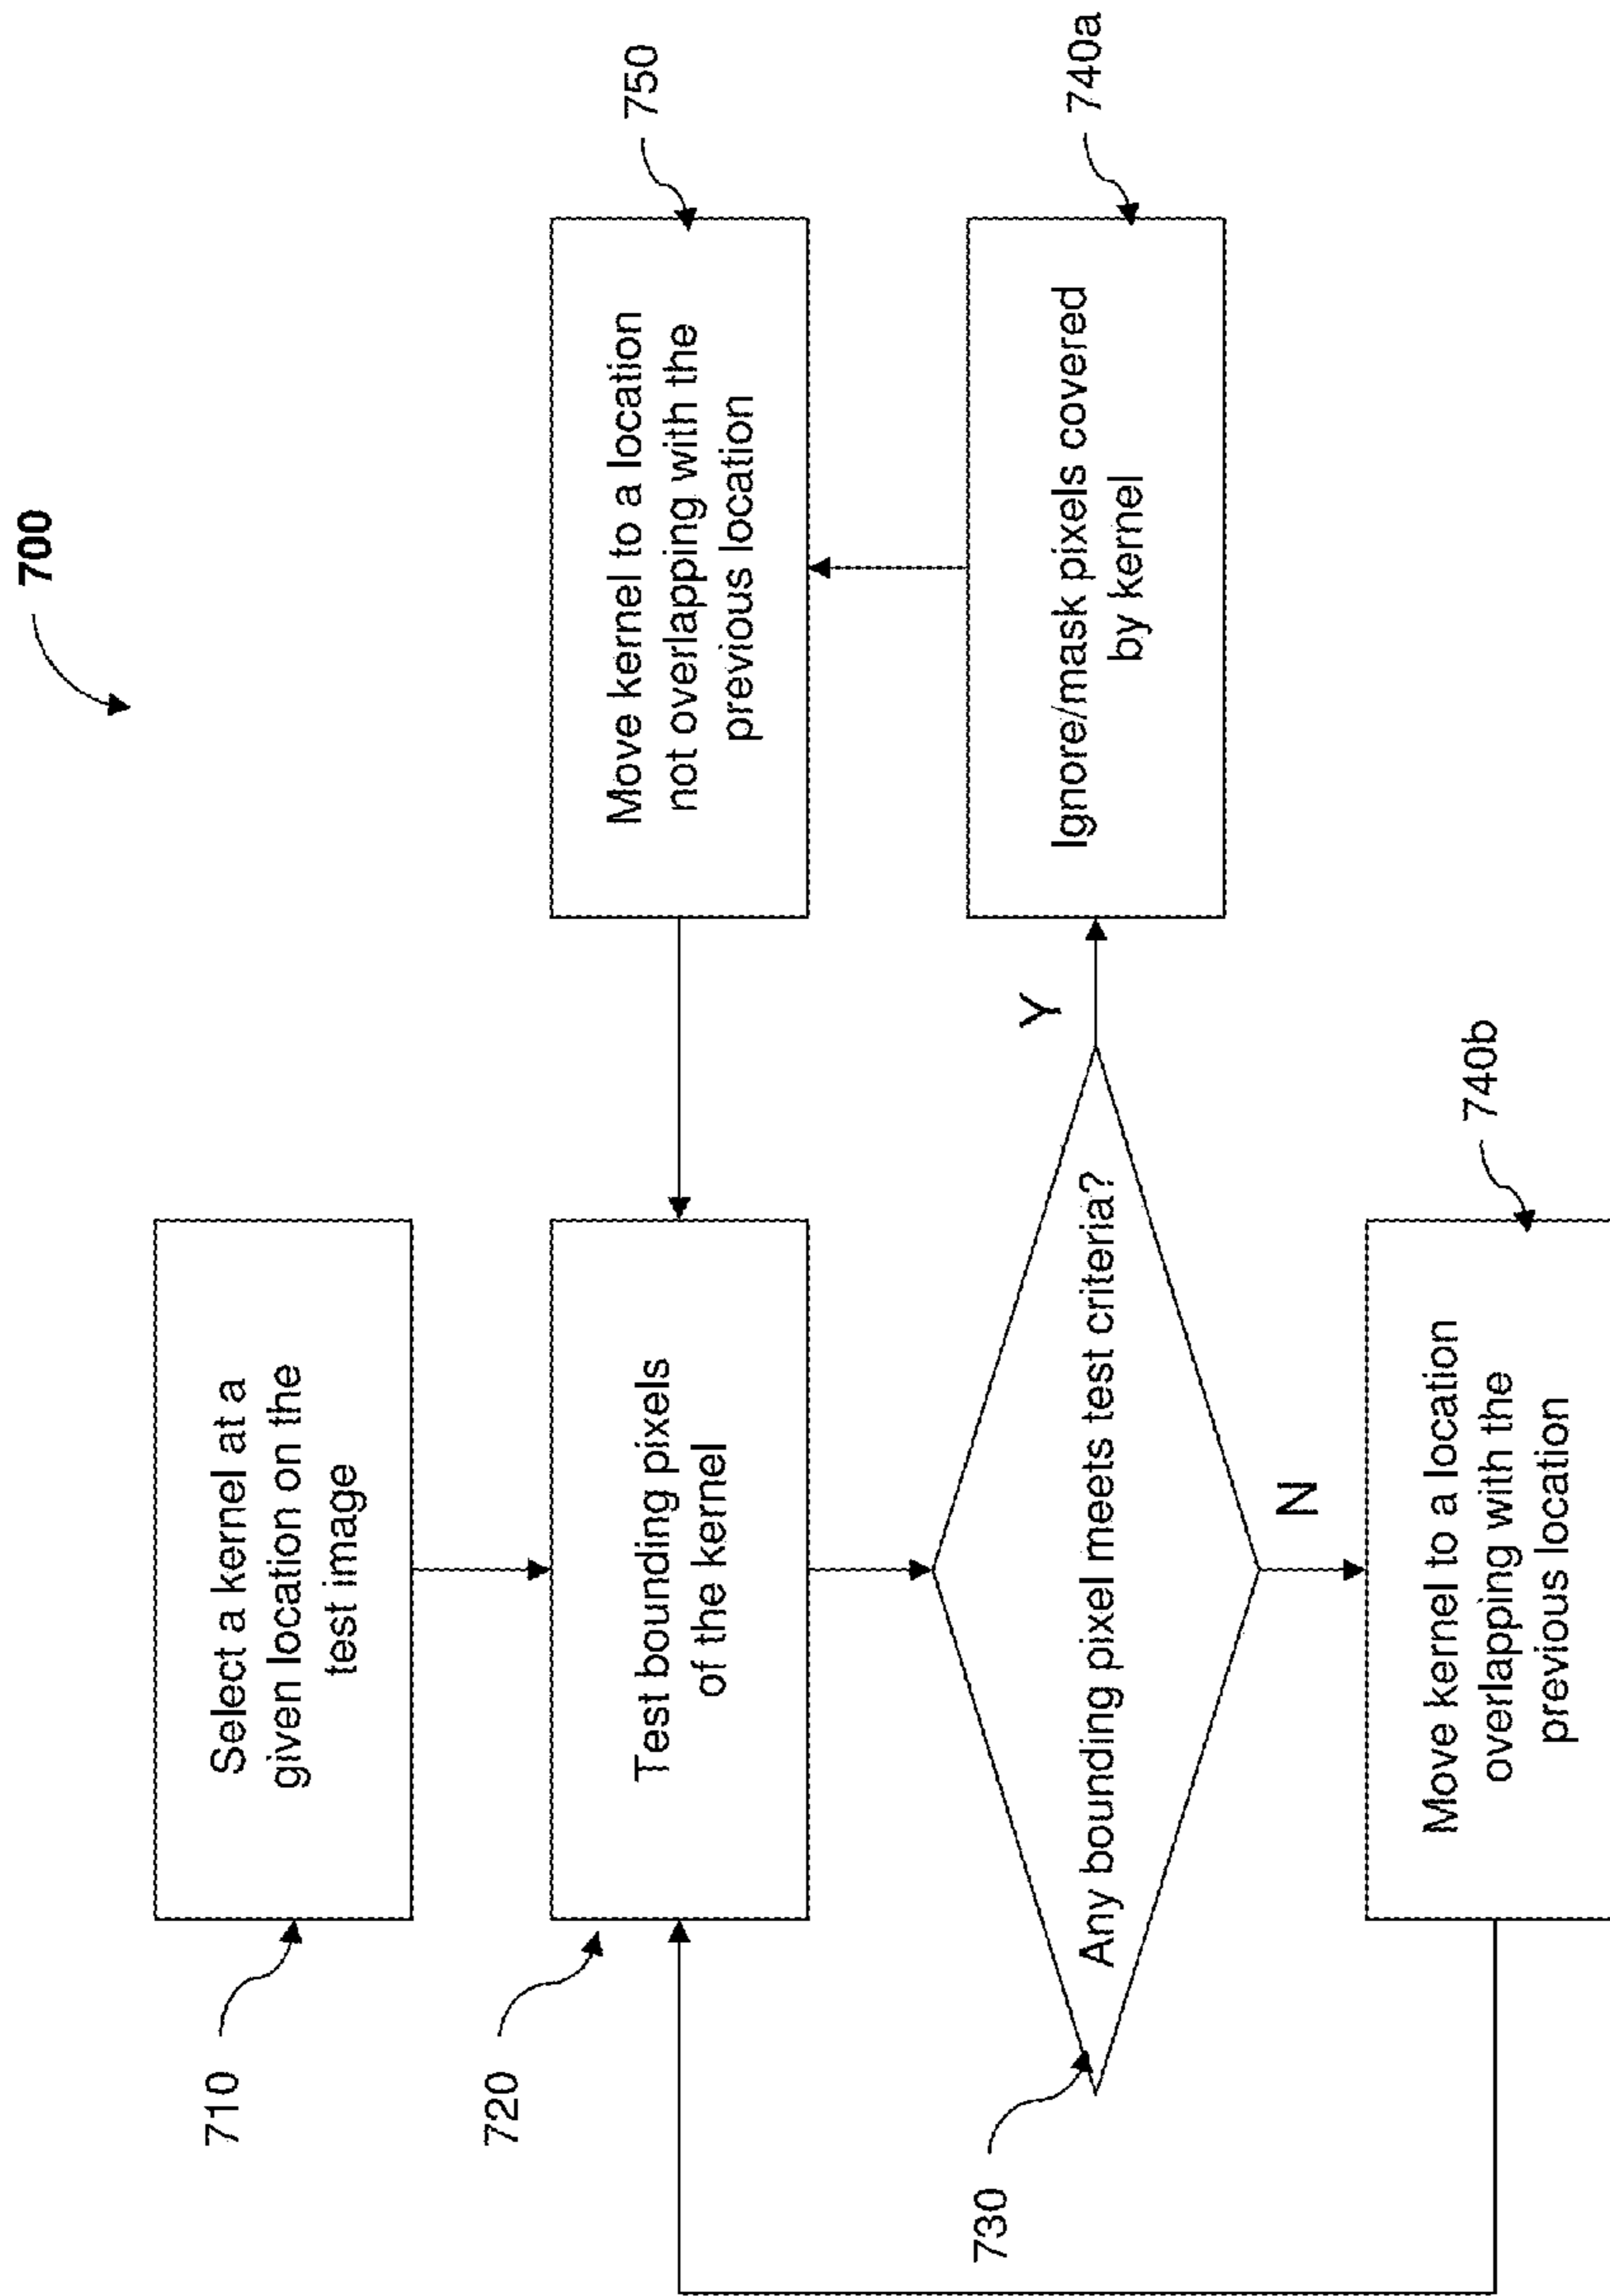 700
710
Select a kernel at a
given location on the
test image
720
Test bounding pixels
of the kernel
750
Move kernel to a location
not overlapping with the
previous location
730
Any bounding pixel meets test criteria?
Y
740a
Ignore/mask pixels covered
by kernel
N
740b
Move kernel to a location
overlapping with the
previous location